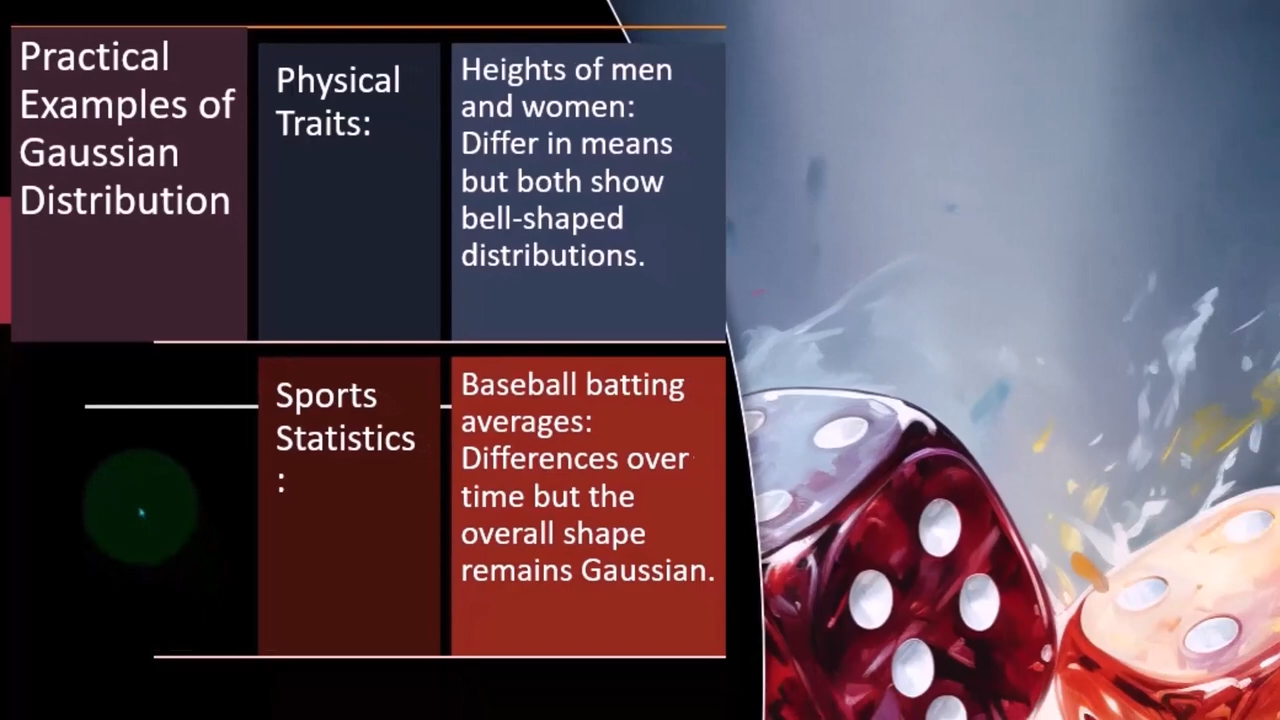 Practical
Examples of
Gaussian
Distribution
Physical
Traits:
Heights of men
and women:
Differ in means
but both show
bell-shaped
distributions.
Sports
Statistics
:
Baseball batting
averages:
Differences over
time but the
overall shape
remains Gaussian.